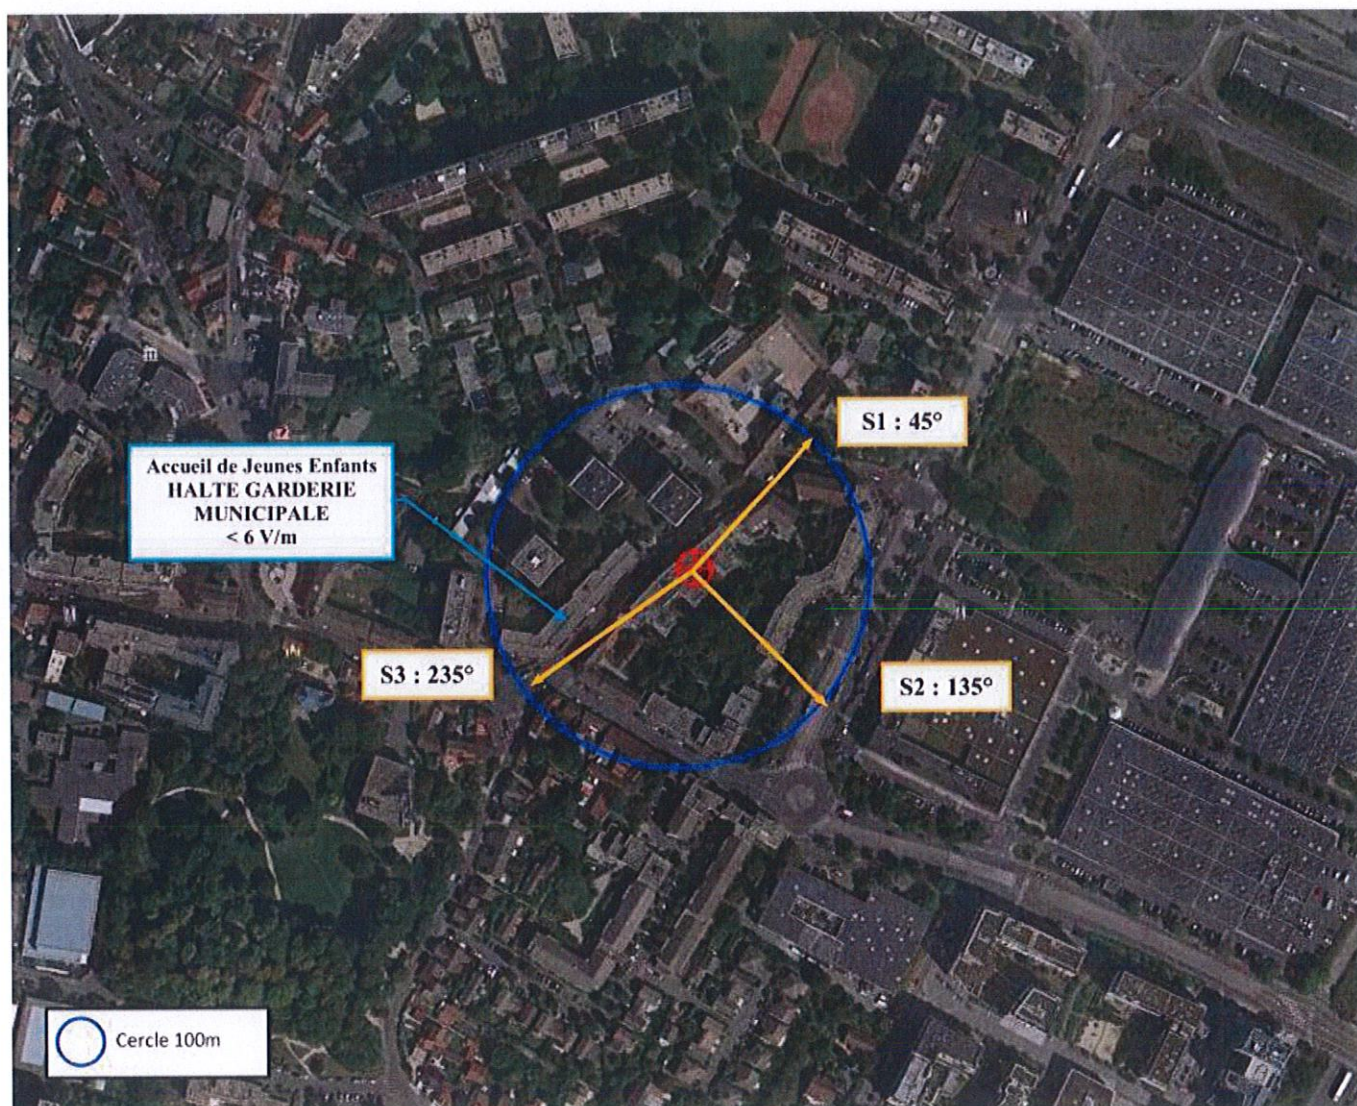 S1 : 45°
Accueil de Jeunes Enfants
HALTE GARDERIE
MUNICIPALE
< 6 V/m
S3 : 235°
S2 : 135°
Cercle 100m